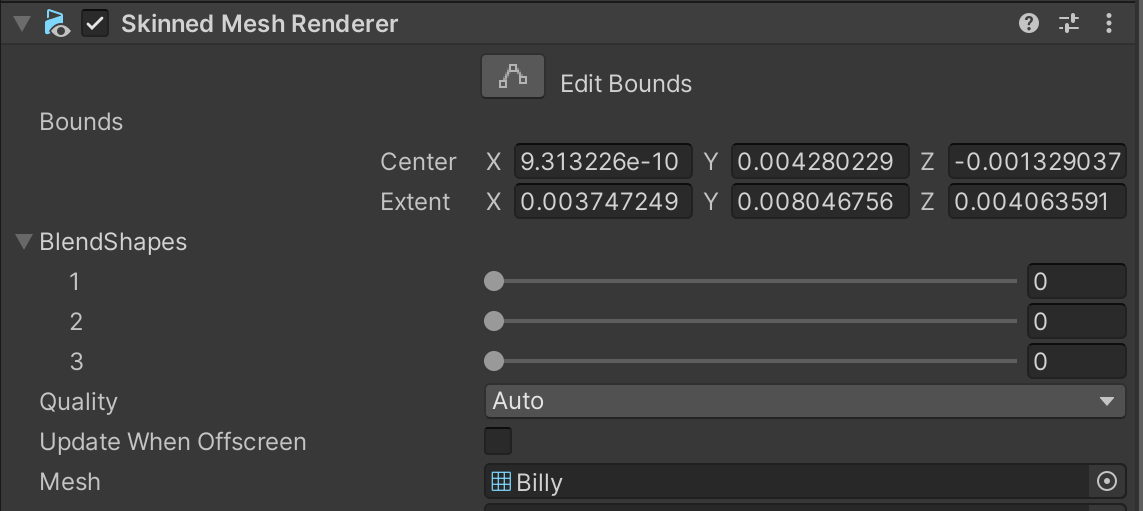 Skinned Mesh Renderer
Edit Bounds
Bounds
Center X 9.313226e-10 Y 0.004280229 Z -0.001329037
Extent X 0.003747249 Y 0.008046756 Z 0.004063591
BlendShapes
1 0
2 0
3 0
Quality Auto
Update When Offscreen
Mesh Billy